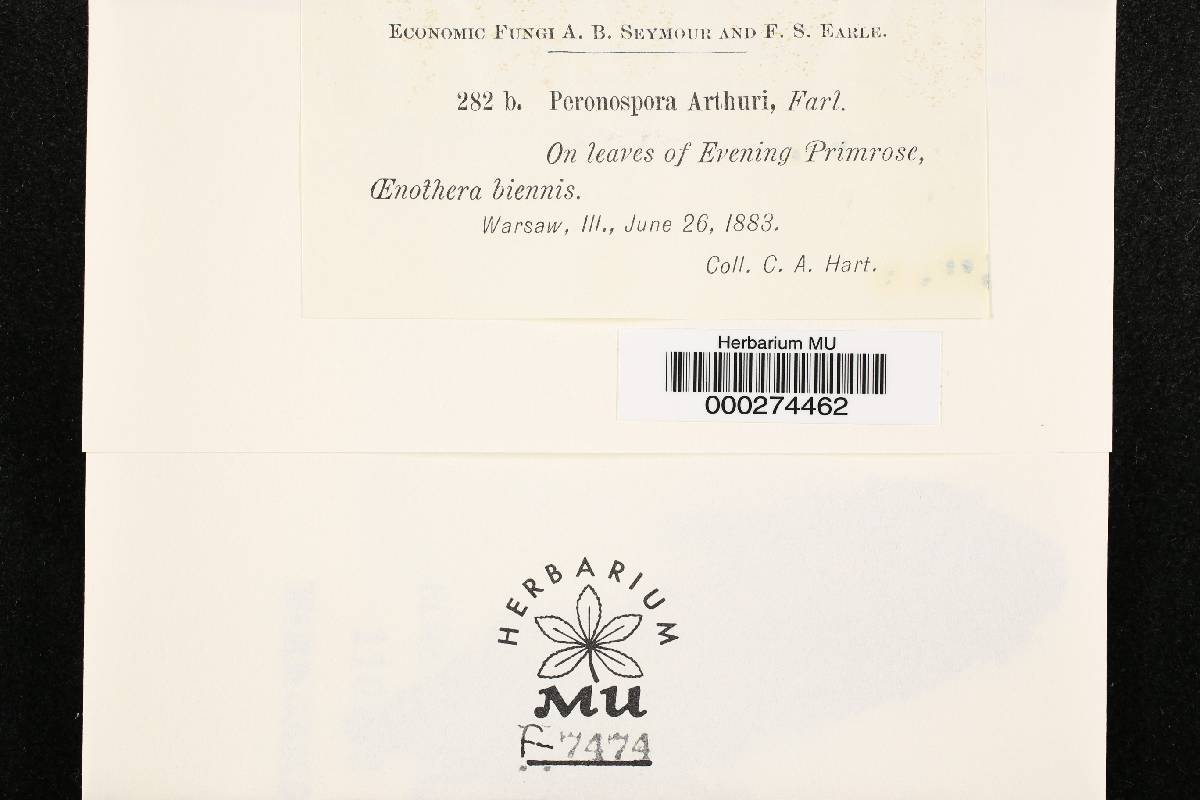 Economic Fungi A. B. Seymour and F. S. Earle.
282 b. Peronospora Arthuri, Farl.
On leaves of Evening Primrose,
Œnothera biennis.
Warsaw, Ill., June 26, 1883.
Coll. C. A. Hart.
Herbarium MU
000274462
HERBARIUM
MU
F 7474